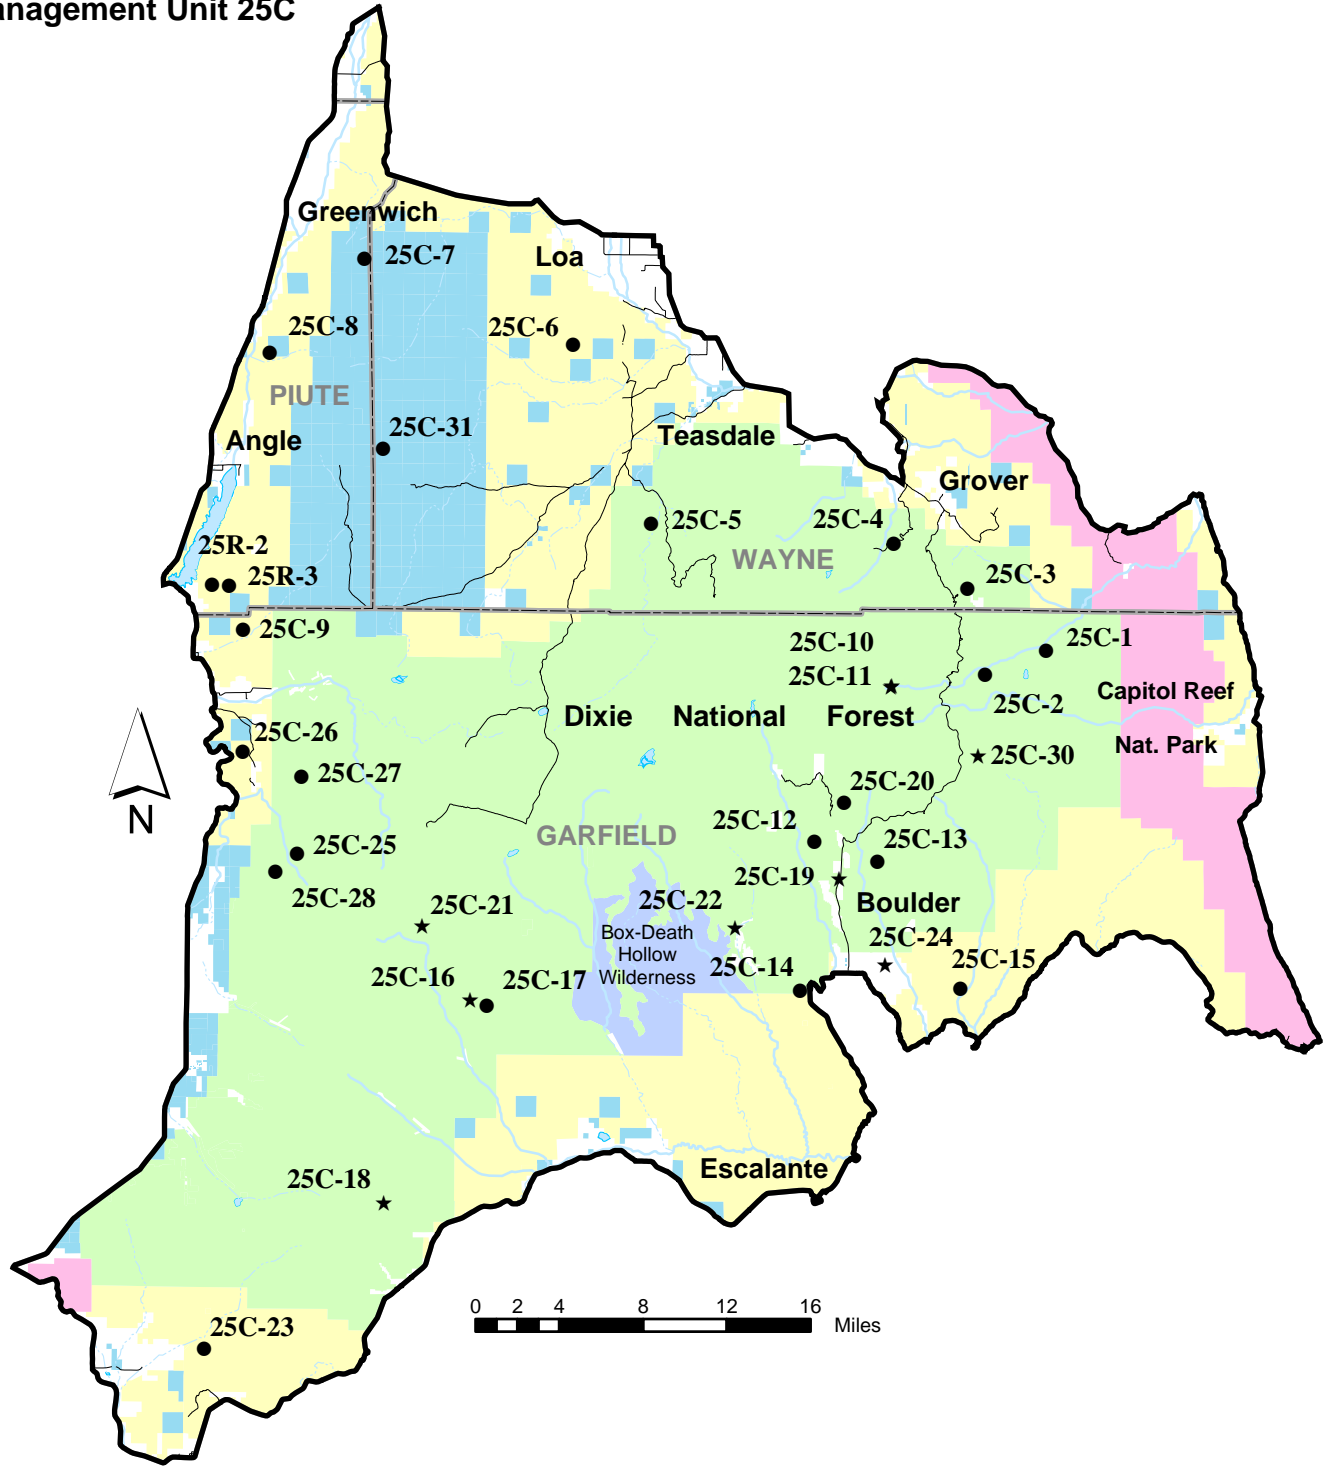 anagement Unit 25C
Greenwich
25C-7
Loa
25C-8
25C-6
PIUTE
25C-31
Angle
Teasdale
Grover
25C-5
25C-4
25R-2
WAYNE
25R-3
25C-3
25C-9
25C-10
25C-1
25C-11
Capitol Reef
25C-2
Dixie National Forest
25C-26
Nat. Park
25C-30
25C-27
25C-20
N
25C-12
GARFIELD
25C-13
25C-25
25C-19
25C-28
25C-21
25C-22
Boulder
Box-Death
Hollow
Wilderness
25C-24
25C-16
25C-17
25C-14
25C-15
Escalante
25C-18
0 2 4 8 12 16
Miles
25C-23